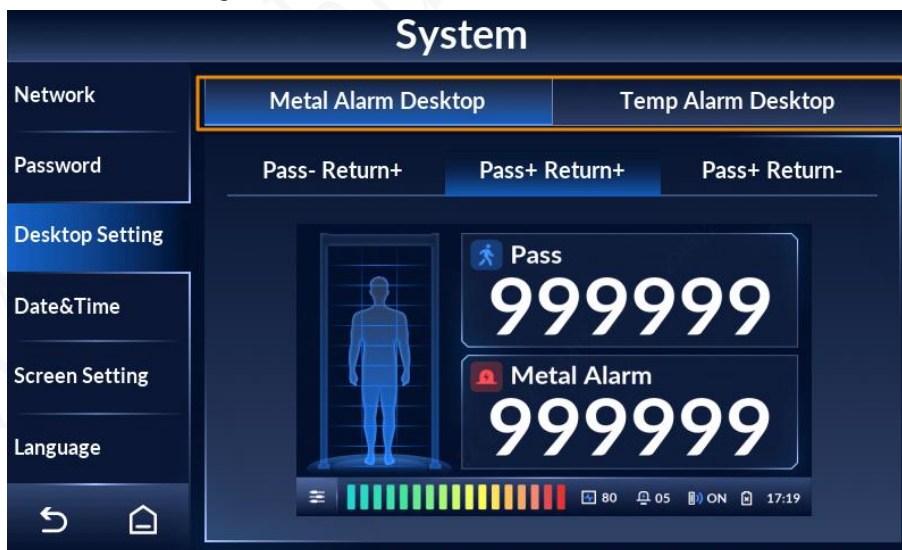 System
Network
Password
Desktop Setting
Date&Time
Screen Setting
Language
Metal Alarm Desktop
Temp Alarm Desktop
Pass- Return+
Pass+ Return+
Pass+ Return-
Pass
999999
Metal Alarm
999999
80 05 ON 17:19